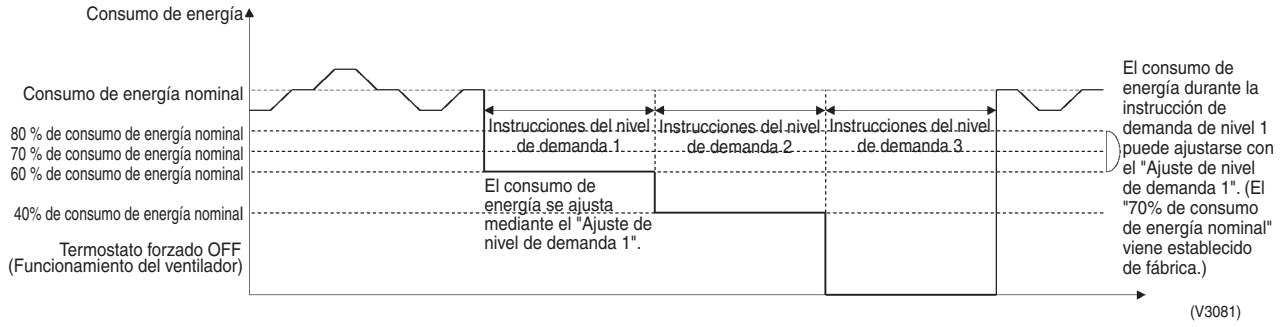 Consumo de energía
Consumo de energía nominal
80 % de consumo de energía nominal
70 % de consumo de energía nominal
60 % de consumo de energía nominal
40% de consumo de energía nominal
Termostato forzado OFF
(Funcionamiento del ventilador)
Instrucciones del nivel
de demanda 1
Instrucciones del nivel
de demanda 2
Instrucciones del nivel
de demanda 3
El consumo de
energía se ajusta
mediante el "Ajuste de
nivel de demanda 1".
El consumo de
energía durante la
instrucción de
demanda de nivel 1
puede ajustarse con
el "Ajuste de nivel
de demanda 1". (El
"70% de consumo
de energía nominal"
viene establecido
de fábrica.)
(V3081)